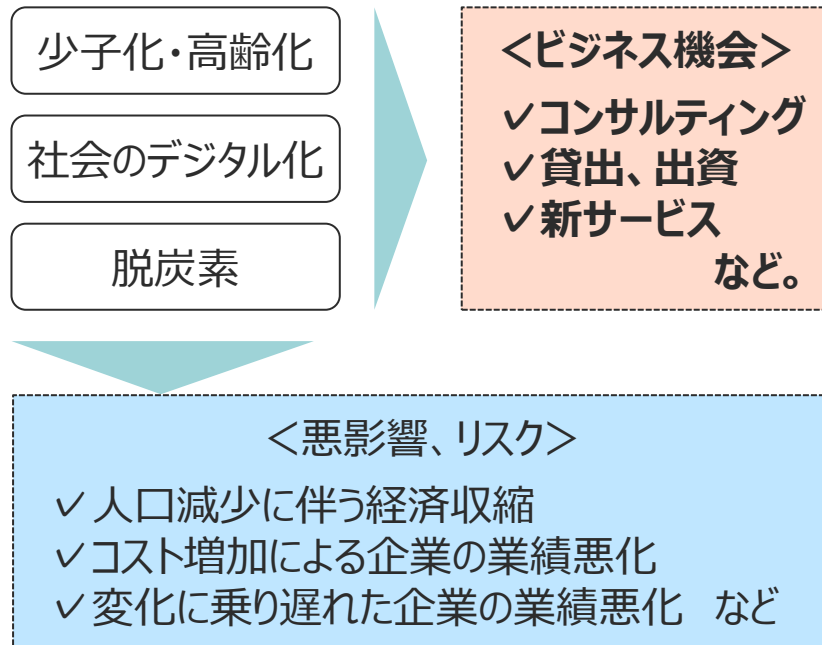 少子化・高齢化
社会のデジタル化
脱炭素
＜ビジネス機会＞
✓コンサルティング
✓貸出、出資
✓新サービス
など。
＜悪影響、リスク＞
✓人口減少に伴う経済収縮
✓コスト増加による企業の業績悪化
✓変化に乗り遅れた企業の業績悪化　など